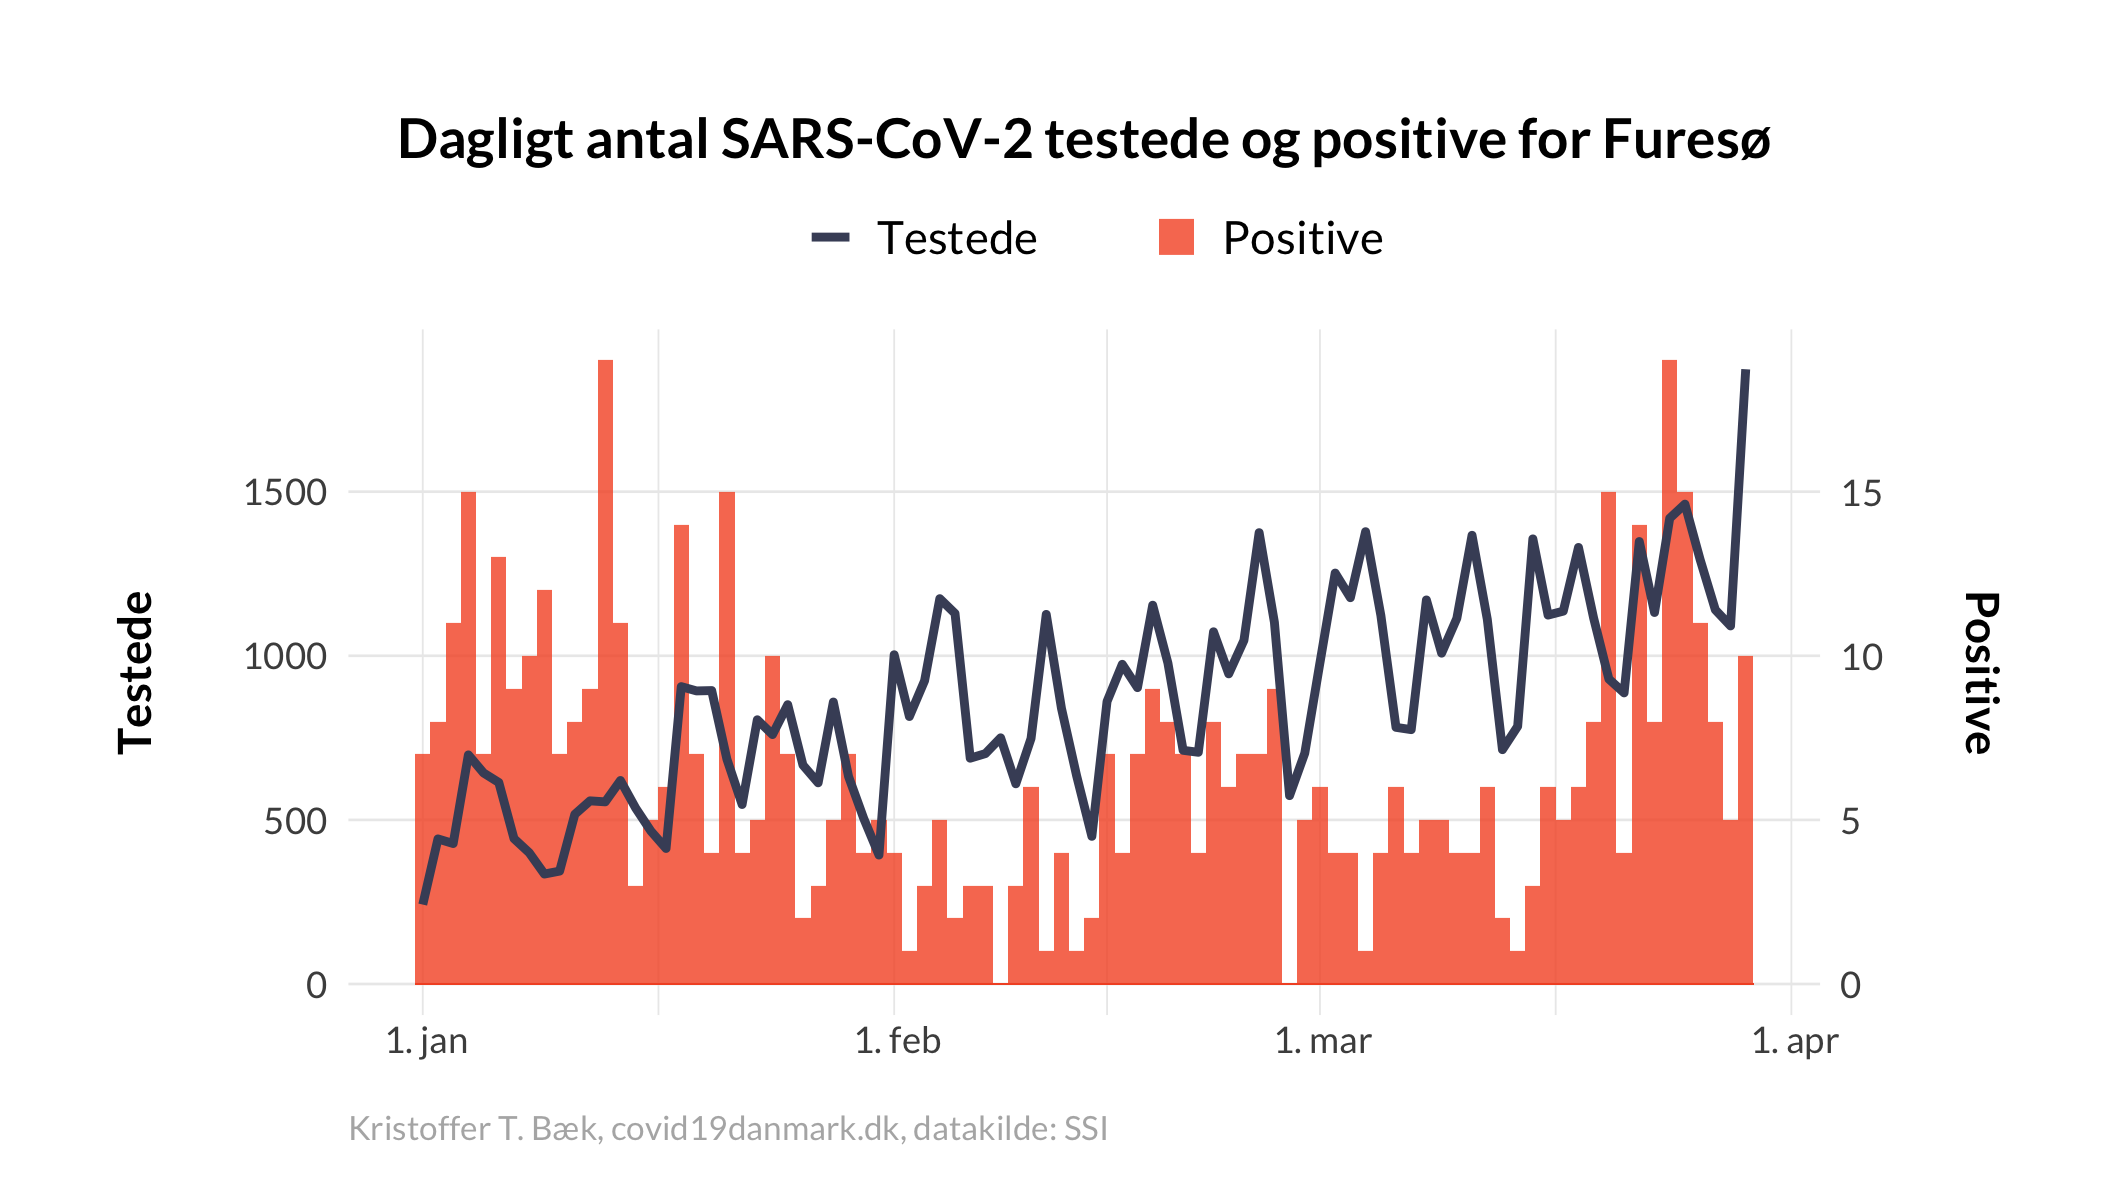 Dagligt antal SARS-CoV-2 testede og positive for Furesø
Testede Positive
1500 15
1000 10
500 5
0 0
Testede
Positive
1. jan 1. feb 1. mar 1. apr
Kristoffer T. Bæk, covid19danmark.dk, datakilde: SSI